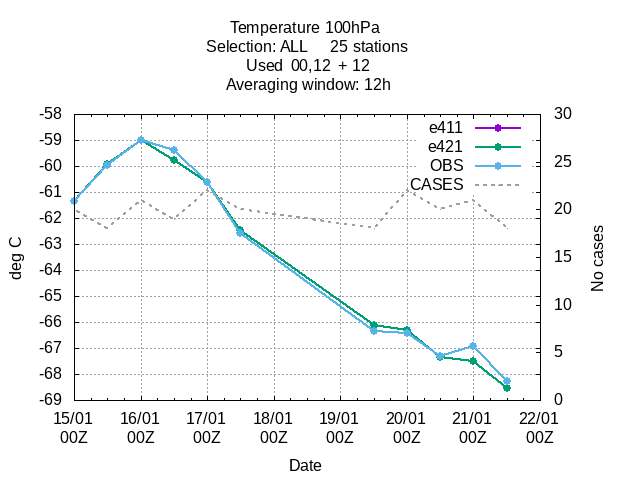 Temperature 100hPa
Selection: ALL     25 stations
Used  00,12  + 12
Averaging window: 12h
-58
-59
-60
-61
-62
-63
-64
-65
-66
-67
-68
-69
deg C
30
25
20
15
10
5
0
No cases
e411
e421
OBS
CASES
15/01 16/01 17/01 18/01 19/01 20/01 21/01 22/01
00Z 00Z 00Z 00Z 00Z 00Z 00Z 00Z
Date